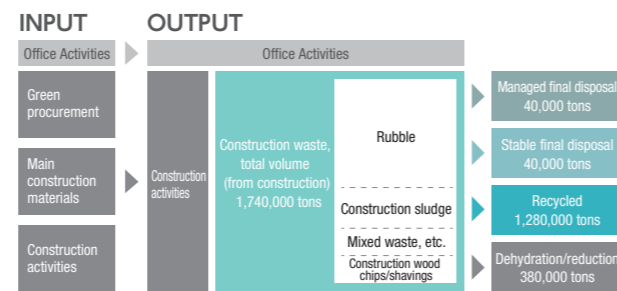 INPUT
OUTPUT
Office Activities
Office Activities
Green
procurement
Main
construction
materials
Construction
activities
Construction
activities
Construction waste,
total volume
(from construction)
1,740,000 tons
Rubble
Construction sludge
Mixed waste, etc.
Construction wood
chips/shavings
Managed final disposal
40,000 tons
Stable final disposal
40,000 tons
Recycled
1,280,000 tons
Dehydration/reduction
380,000 tons